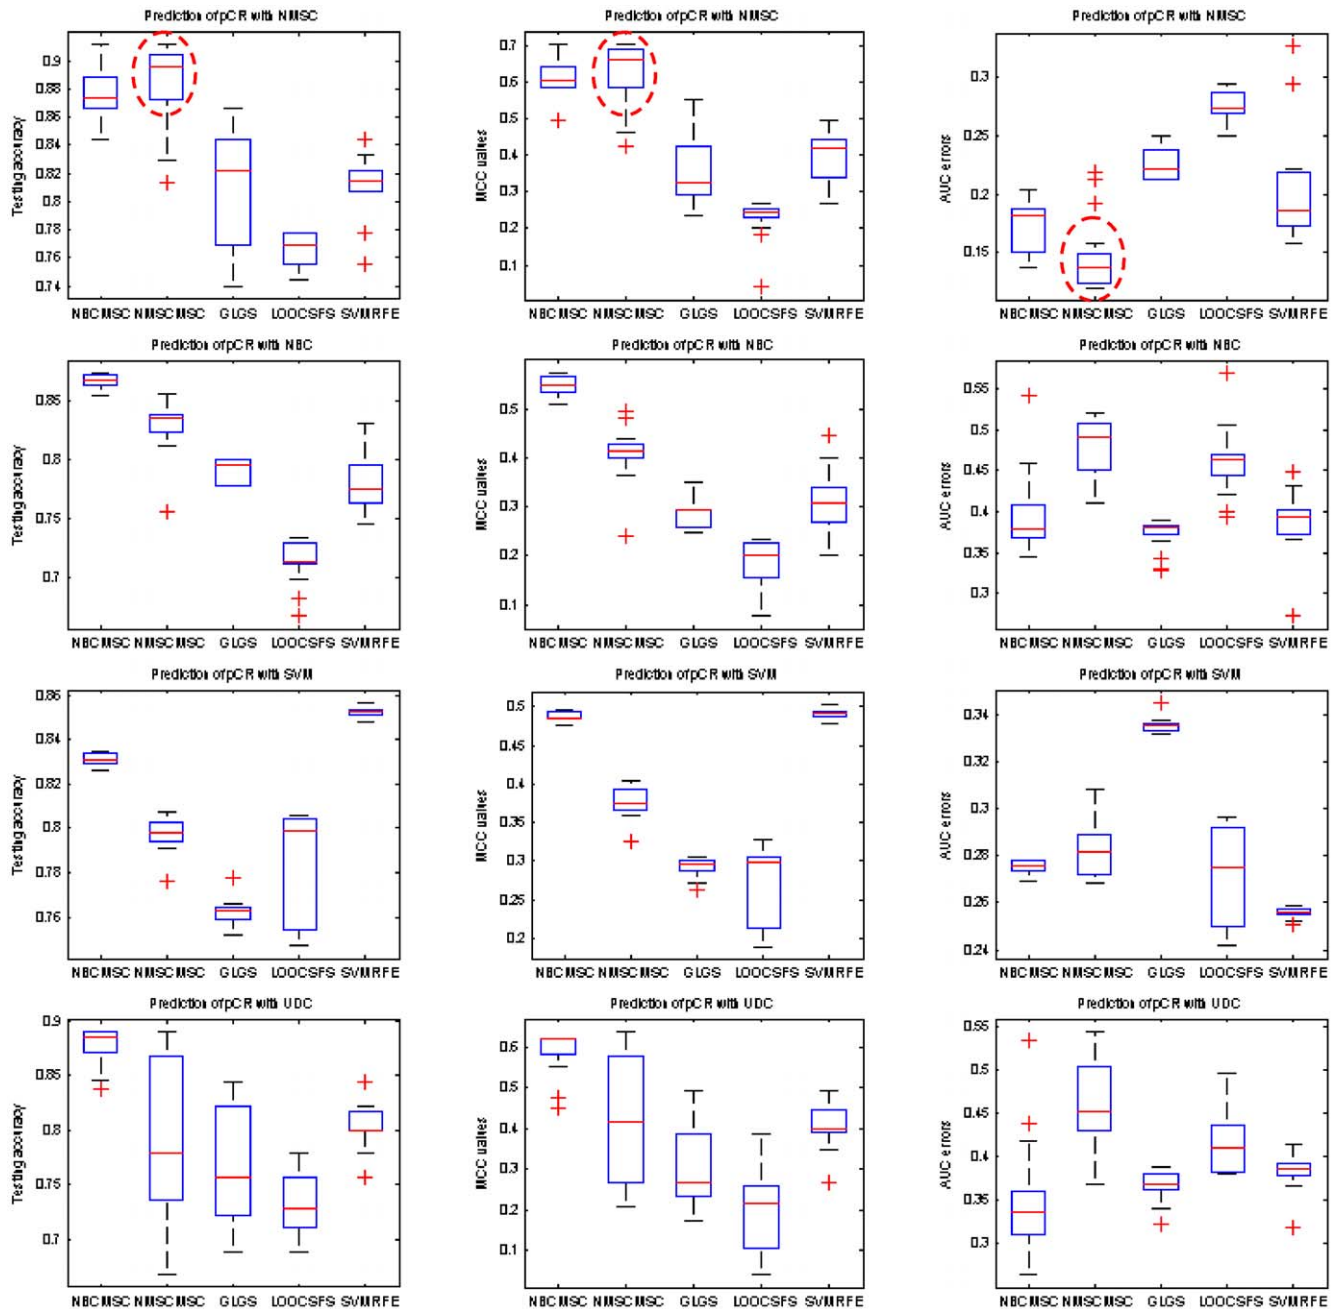 Prediction of pCR with NMSC
Testing accuracy
0.9
0.88
0.86
0.84
0.82
0.8
0.78
0.76
0.74
NBCMSC NMSCMSC GLGS LOOCSFS SVMRFE
Prediction of pCR with NMSC
MCC values
0.7
0.6
0.5
0.4
0.3
0.2
0.1
NBCMSC NMSCMSC GLGS LOOCSFS SVMRFE
Prediction of pCR with NMSC
AUC errors
0.3
0.25
0.2
0.15
NBCMSC NMSCMSC GLGS LOOCSFS SVMRFE
Prediction of pCR with NBC
Testing accuracy
0.85
0.8
0.75
0.7
NBCMSC NMSCMSC GLGS LOOCSFS SVMRFE
Prediction of pCR with NBC
MCC values
0.5
0.4
0.3
0.2
0.1
NBCMSC NMSCMSC GLGS LOOCSFS SVMRFE
Prediction of pCR with NBC
AUC errors
0.55
0.5
0.45
0.4
0.35
0.3
NBCMSC NMSCMSC GLGS LOOCSFS SVMRFE
Prediction of pCR with SVM
Testing accuracy
0.86
0.84
0.82
0.8
0.78
0.76
NBCMSC NMSCMSC GLGS LOOCSFS SVMRFE
Prediction of pCR with SVM
MCC values
0.5
0.45
0.4
0.35
0.3
0.25
0.2
NBCMSC NMSCMSC GLGS LOOCSFS SVMRFE
Prediction of pCR with SVM
AUC errors
0.34
0.32
0.3
0.28
0.26
0.24
NBCMSC NMSCMSC GLGS LOOCSFS SVMRFE
Prediction of pCR with UDC
Testing accuracy
0.9
0.85
0.8
0.75
0.7
NBCMSC NMSCMSC GLGS LOOCSFS SVMRFE
Prediction of pCR with UDC
MCC values
0.6
0.5
0.4
0.3
0.2
0.1
NBCMSC NMSCMSC GLGS LOOCSFS SVMRFE
Prediction of pCR with UDC
AUC errors
0.55
0.5
0.45
0.4
0.35
0.3
NBCMSC NMSCMSC GLGS LOOCSFS SVMRFE